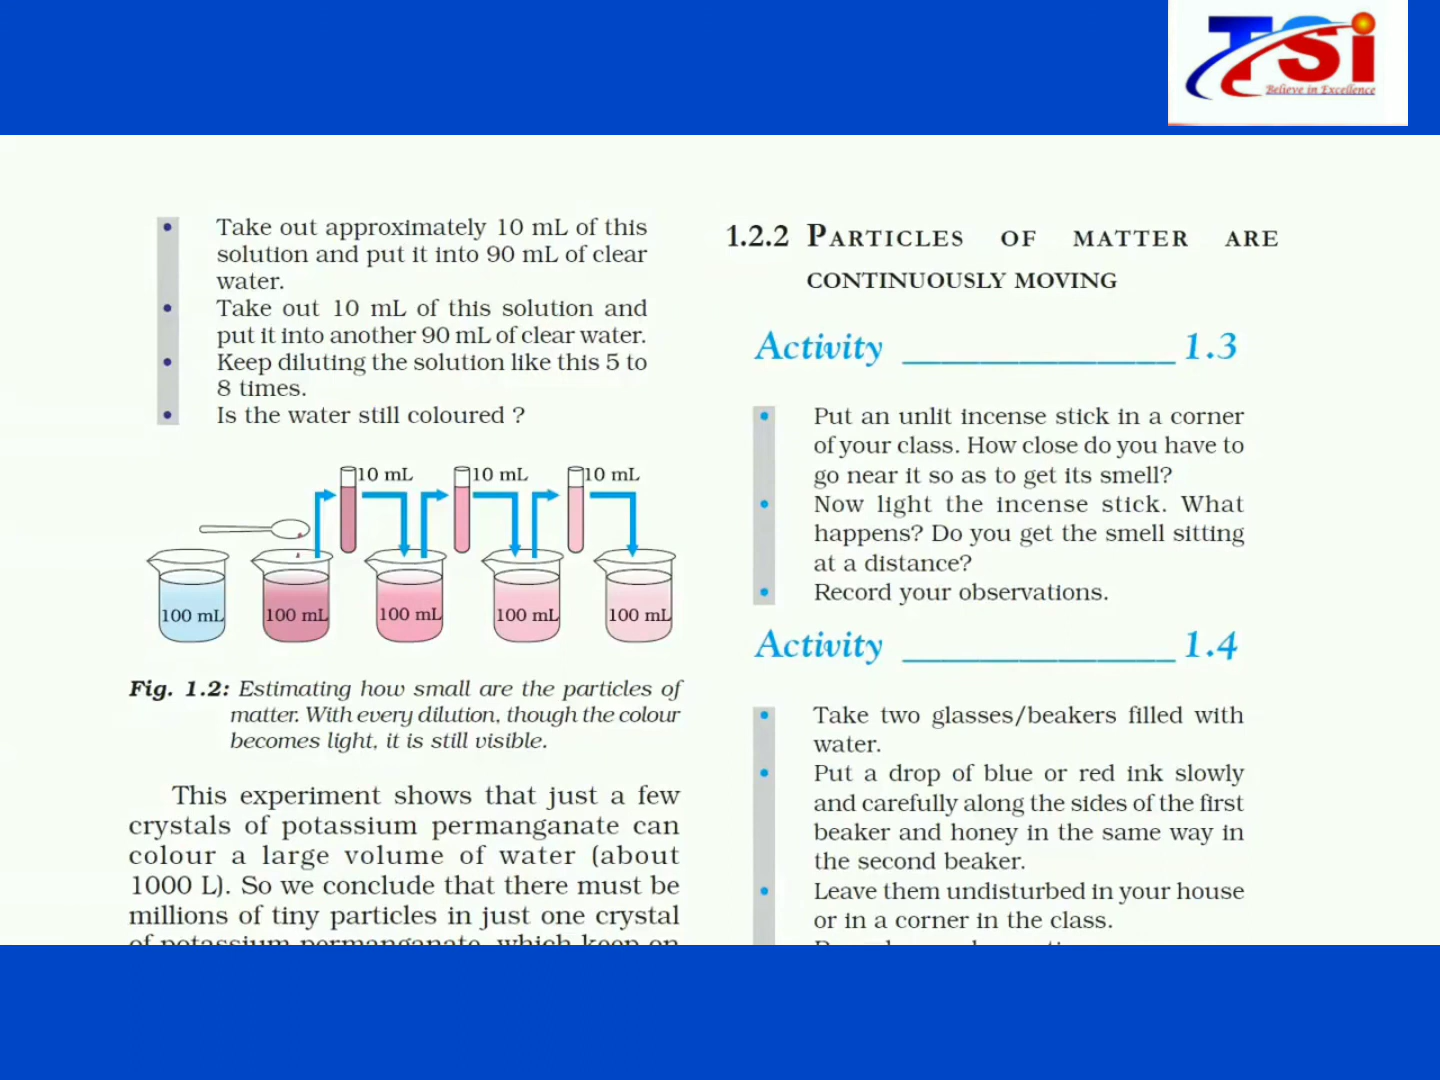 TSi
Believe in Excellence
• Take out approximately 10 mL of this
solution and put it into 90 mL of clear
water.
• Take out 10 mL of this solution and
put it into another 90 mL of clear water.
• Keep diluting the solution like this 5 to
8 times.
• Is the water still coloured ?
10 mL 10 mL 10 mL
100 mL 100 mL 100 mL 100 mL 100 mL
Fig. 1.2: Estimating how small are the particles of
matter. With every dilution, though the colour
becomes light, it is still visible.
This experiment shows that just a few
crystals of potassium permanganate can
colour a large volume of water (about
1000 L). So we conclude that there must be
millions of tiny particles in just one crystal
of potassium permanganate, which keep on
1.2.2 PARTICLES OF MATTER ARE
CONTINUOUSLY MOVING
Activity ______________ 1.3
• Put an unlit incense stick in a corner
of your class. How close do you have to
go near it so as to get its smell?
• Now light the incense stick. What
happens? Do you get the smell sitting
at a distance?
• Record your observations.
Activity ______________ 1.4
• Take two glasses/beakers filled with
water.
• Put a drop of blue or red ink slowly
and carefully along the sides of the first
beaker and honey in the same way in
the second beaker.
• Leave them undisturbed in your house
or in a corner in the class.